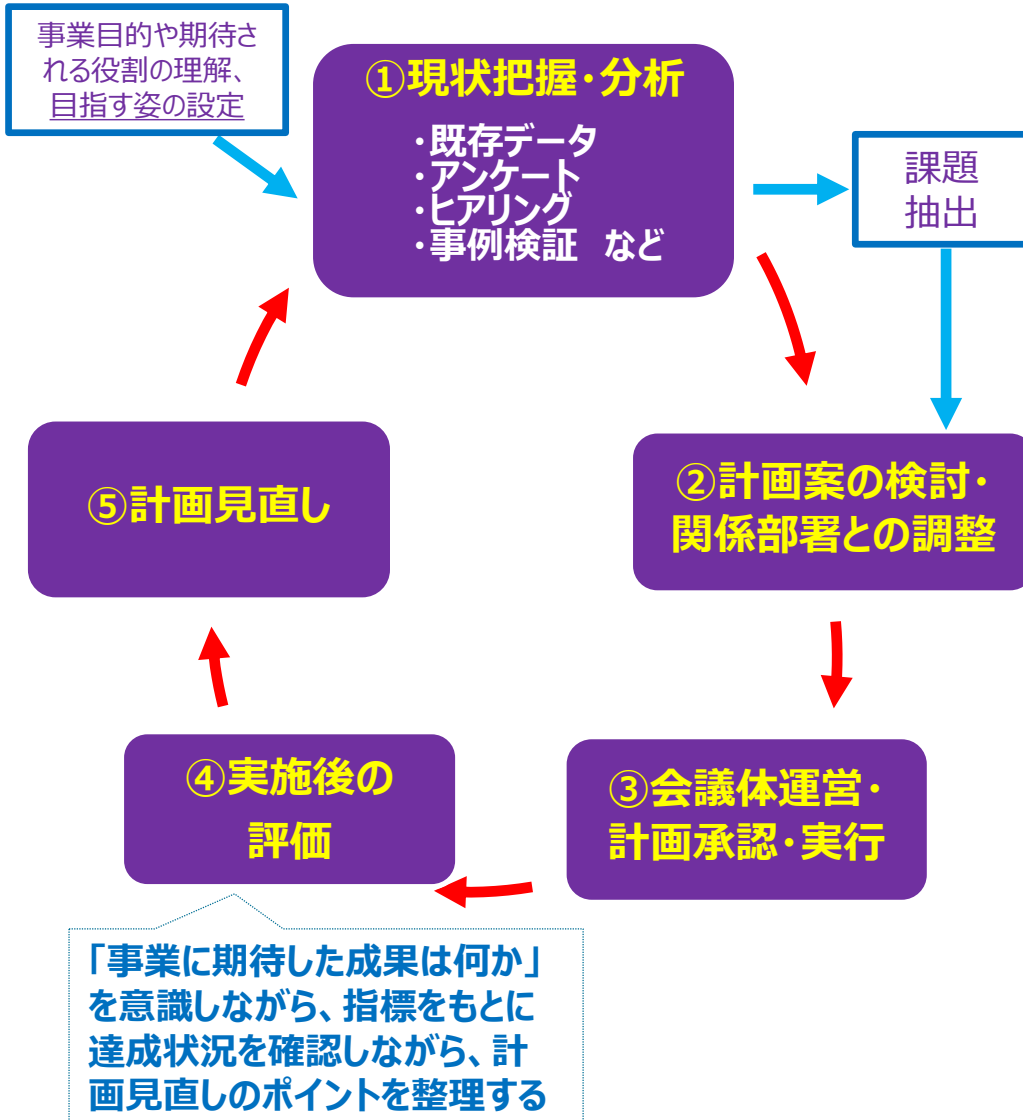 事業目的や期待さ
れる役割の理解、
目指す姿の設定
①現状把握・分析
・既存データ
・アンケート
・ヒアリング
・事例検証　など
課題
抽出
②計画案の検討・
関係部署との調整
③会議体運営・
計画承認・実行
④実施後の
評価
「事業に期待した成果は何か」
を意識しながら、指標をもとに
達成状況を確認しながら、計
画見直しのポイントを整理する
⑤計画見直し